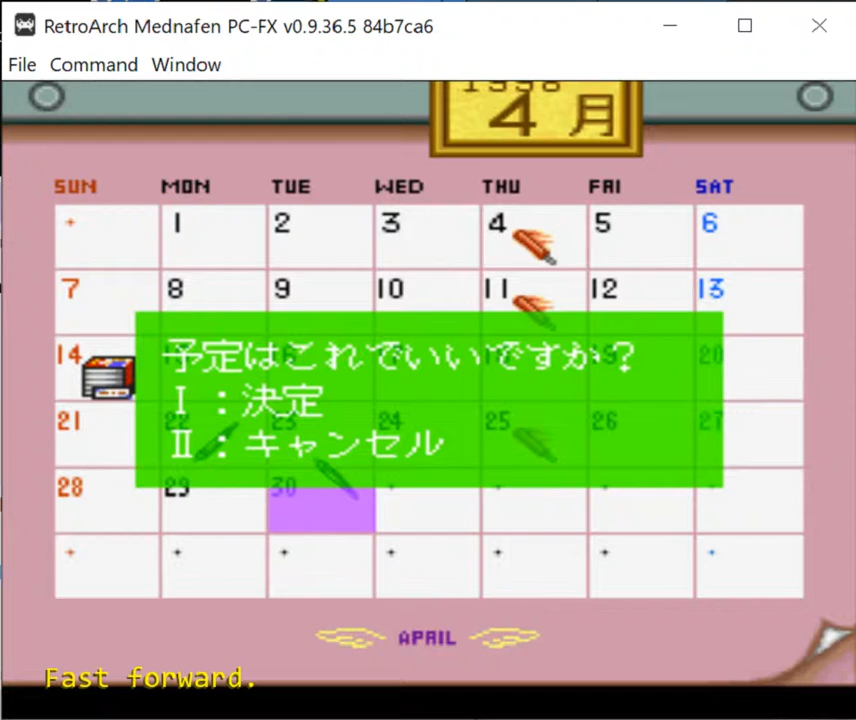 RetroArch Mednafen PC-FX v0.9.36.5 84b7ca6
File Command Window
1998
4月
SUN MON TUE WED THU FRI SAT
1 2 3 4 5 6
7 8 9 10 11 12 13
14 20
予定はこれでいいですか?
I:決定
II:キャンセル
21 22 23 24 25 26 27
28 29 30
APRIL
Fast forward.